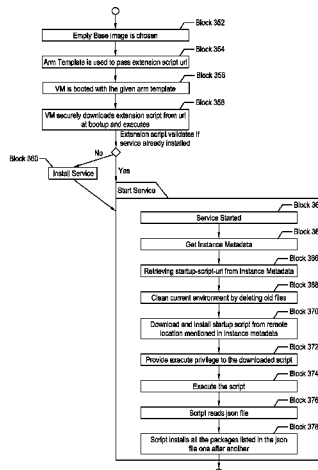 Block 352
Empty Base image is chosen
Block 354
Arm Template is used to pass extension script url
Block 356
VM is booted with the given arm template
Block 358
VM securely downloads extension script from url
at bootup and executes
Extension script validates if
service already installed
No
Block 360
Install Service
Yes
Start Service
Block 36
Service Started
Block 36
Get Instance Metadata
Block 366
Retrieving startup-script-url from Instance Metadata
Block 368
Clean current environment by deleting old files
Block 370
Download and install startup script from remote
location mentioned in Instance metadata
Block 372
Provide execute privilege to the downloaded script
Block 374
Execute the script
Block 376
Script reads json file
Block 378
Script installs all the packages listed in the json
file one after another